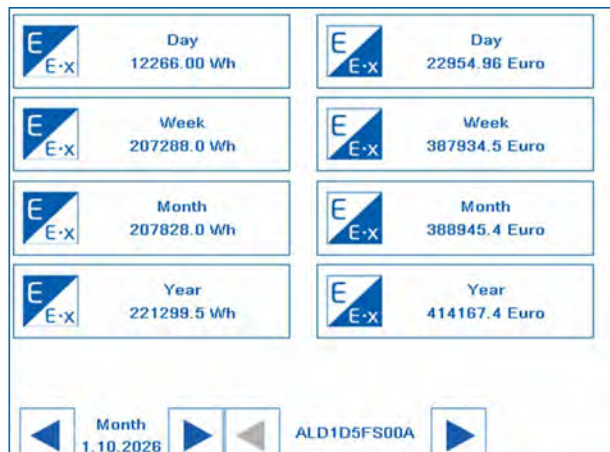 E E·x Day
12266.00 Wh
E E·x Day
22954.96 Euro
E E·x Week
207288.0 Wh
E E·x Week
387934.5 Euro
E E·x Month
207828.0 Wh
E E·x Month
388945.4 Euro
E E·x Year
221299.5 Wh
E E·x Year
414167.4 Euro
Month
1.10.2026
ALD1D5FS00A